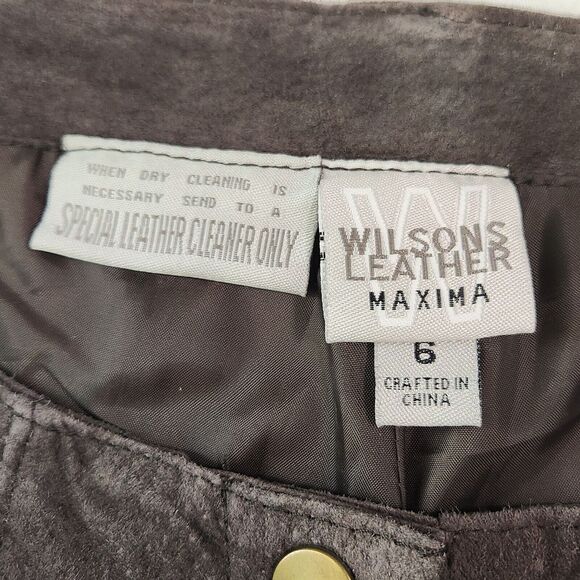 WHEN DRY CLEANING IS
NECESSARY SEND TO A
SPECIAL LEATHER CLEANER ONLY
W
WILSONS
LEATHER
MAXIMA
6
CRAFTED IN
CHINA